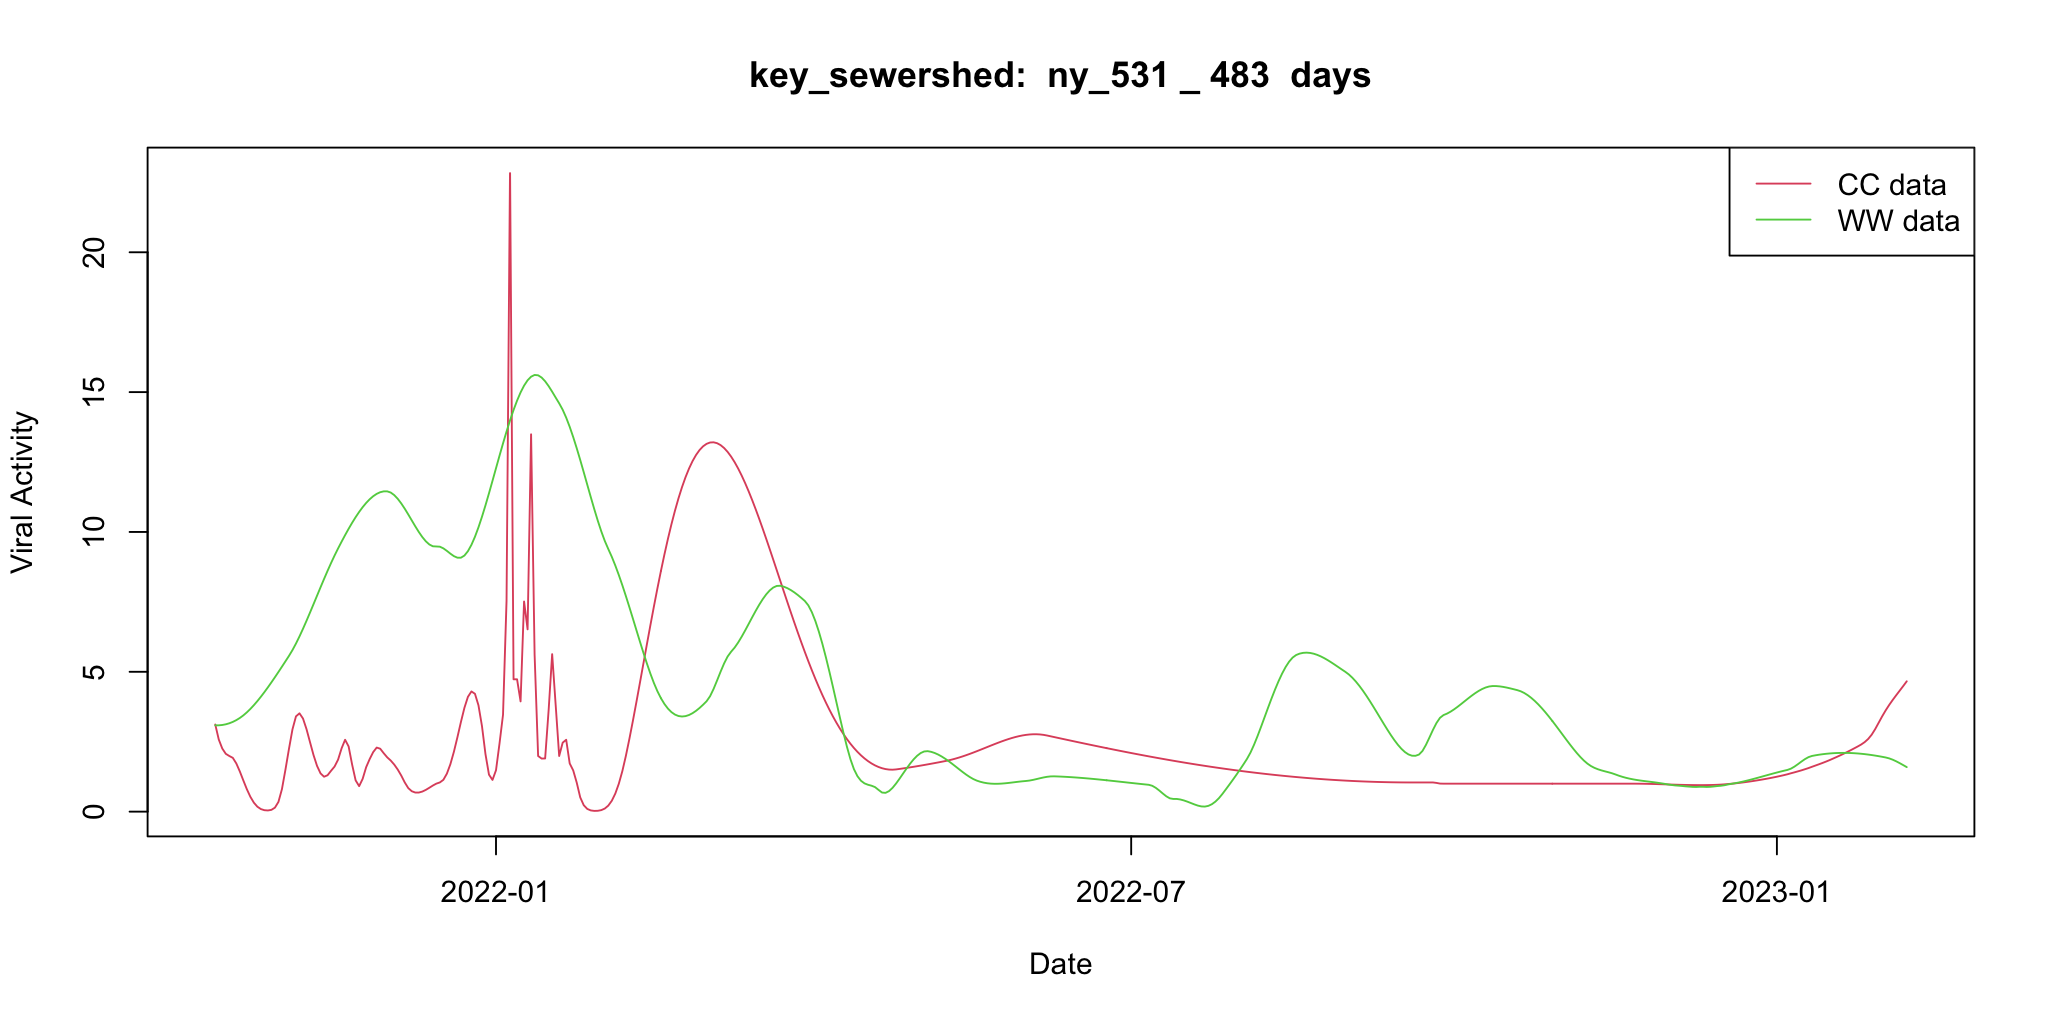 key_sewershed:  ny_531 _ 483  days
CC data
WW data
Viral Activity
20
15
10
5
0
2022-01
2022-07
2023-01
Date